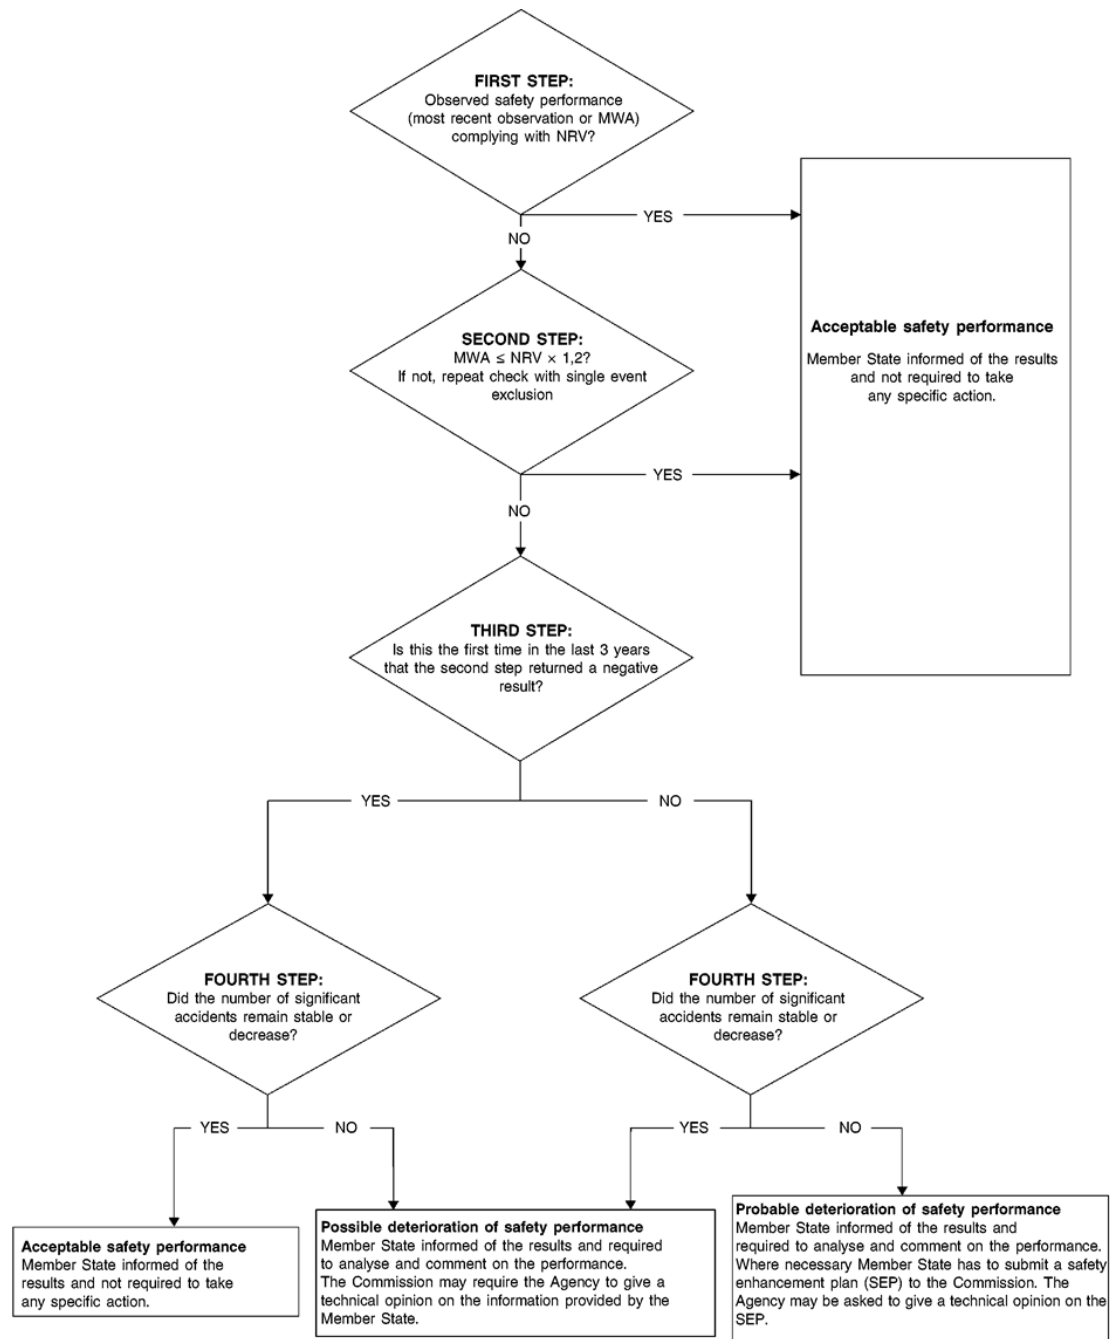 FIRST STEP:
Observed safety performance
(most recent observation or MWA)
complying with NRV?
YES
NO
SECOND STEP:
MWA ≤ NRV × 1,2?
If not, repeat check with single event
exclusion
Acceptable safety performance
Member State informed of the results
and not required to take
any specific action.
YES
NO
THIRD STEP:
Is this the first time in the last 3 years
that the second step returned a negative
result?
YES
NO
FOURTH STEP:
Did the number of significant
accidents remain stable or
decrease?
FOURTH STEP:
Did the number of significant
accidents remain stable or
decrease?
YES
NO
YES
NO
Acceptable safety performance
Member State informed of the
results and not required to take
any specific action.
Possible deterioration of safety performance
Member State informed of the results and required
to analyse and comment on the performance.
The Commission may require the Agency to give a
technical opinion on the information provided by the
Member State.
Probable deterioration of safety performance
Member State informed of the results and
required to analyse and comment on the performance.
Where necessary Member State has to submit a safety
enhancement plan (SEP) to the Commission. The
Agency may be asked to give a technical opinion on the
SEP.